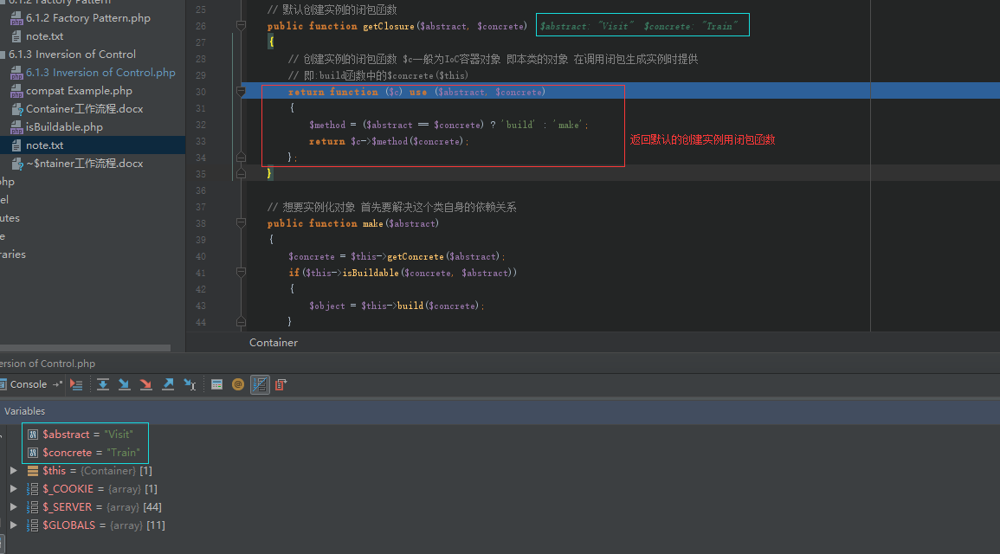 6.1.2 Factory Pattern
6.1.2 Factory Pattern.php
note.txt
6.1.3 Inversion of Control
6.1.3 Inversion of Control.php
compat Example.php
Container工作流程.docx
isBuildable.php
note.txt
~$ntainer工作流程.docx
hp
el
utes
e
raries
25 // 默认创建实例的闭包函数
26 public function getClosure($abstract, $concrete) $abstract: "Visit" $concrete: "Train"
27 {
28 // 创建实例的闭包函数 $c一般为IoC容器对象 即本类的对象 在调用闭包生成实例时提供
29 // 即:build函数中的$concrete($this)
30 return function ($c) use ($abstract, $concrete)
31 {
32 $method = ($abstract == $concrete) ? 'build' : 'make';
33 return $c->$method($concrete);
34 };
35 }
36
37 // 想要实例化对象 首先要解决这个类自身的依赖关系
38 public function make($abstract)
39 {
40 $concrete = $this->getConcrete($abstract);
41 if($this->isBuildable($concrete, $abstract))
42 {
43 $object = $this->build($concrete);
44 }
返回默认的创建实例用闭包函数
Container
ersion of Control.php
Console
Variables
$abstract = "Visit"
$concrete = "Train"
$this = {Container} [1]
$_COOKIE = {array} [1]
$_SERVER = {array} [44]
$GLOBALS = {array} [11]